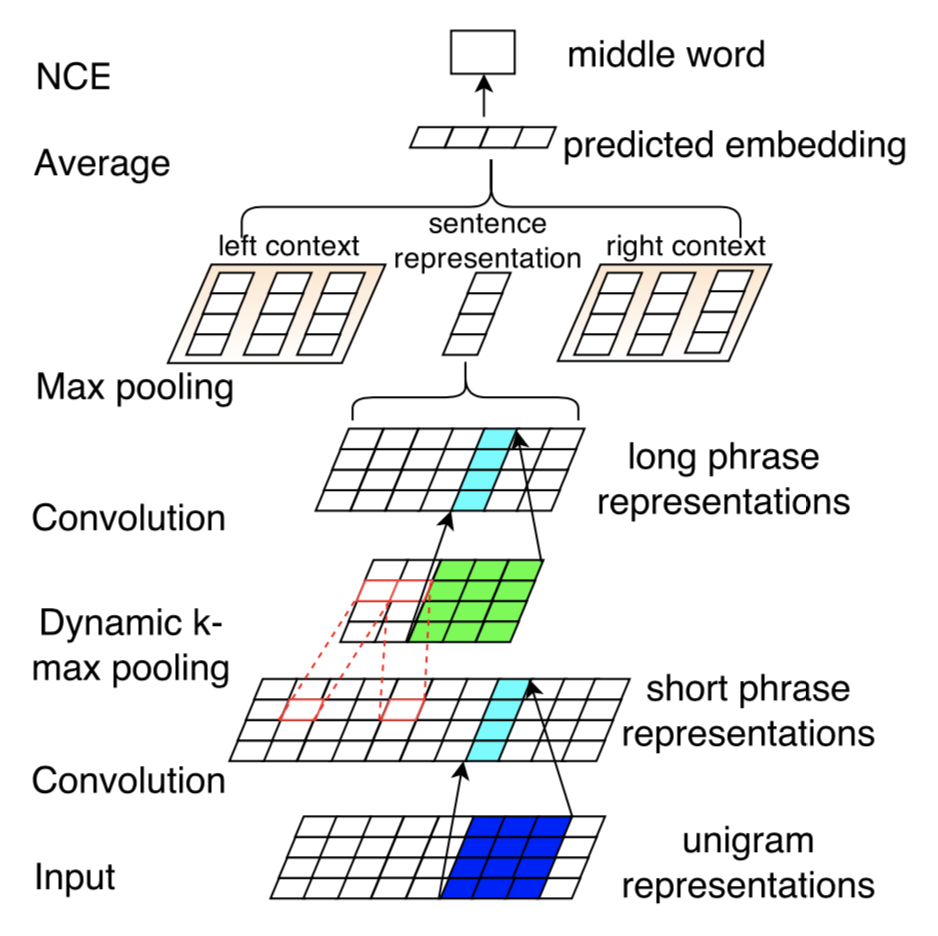 middle word
NCE
predicted embedding
Average
sentence
representation
left context
right context
Max pooling
long phrase
representations
Convolution
Dynamic k-
max pooling
short phrase
representations
Convolution
unigram
representations
Input